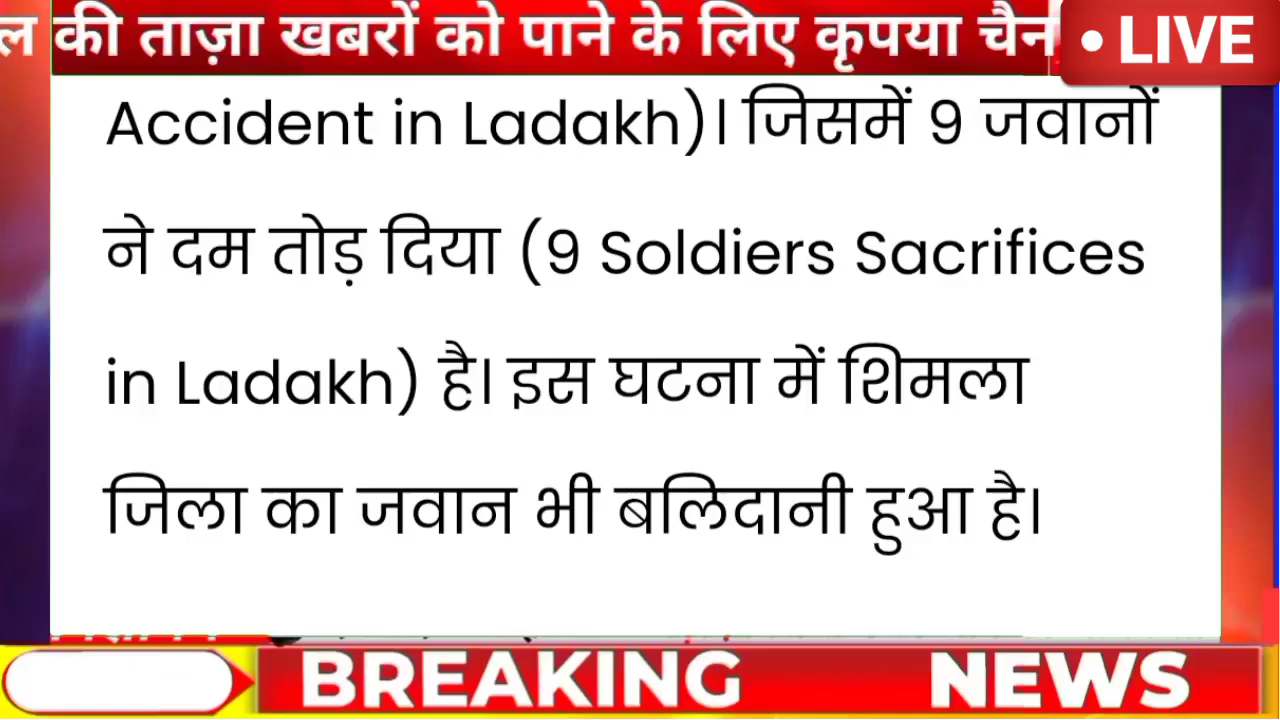 की ताज़ा खबरों को पाने के लिए कृपया चैन
• LIVE
Accident in Ladakh)। जिसमें 9 जवानों
ने दम तोड़ दिया (9 Soldiers Sacrifices
in Ladakh) है। इस घटना में शिमला
जिला का जवान भी बलिदानी हुआ है।
BREAKING NEWS